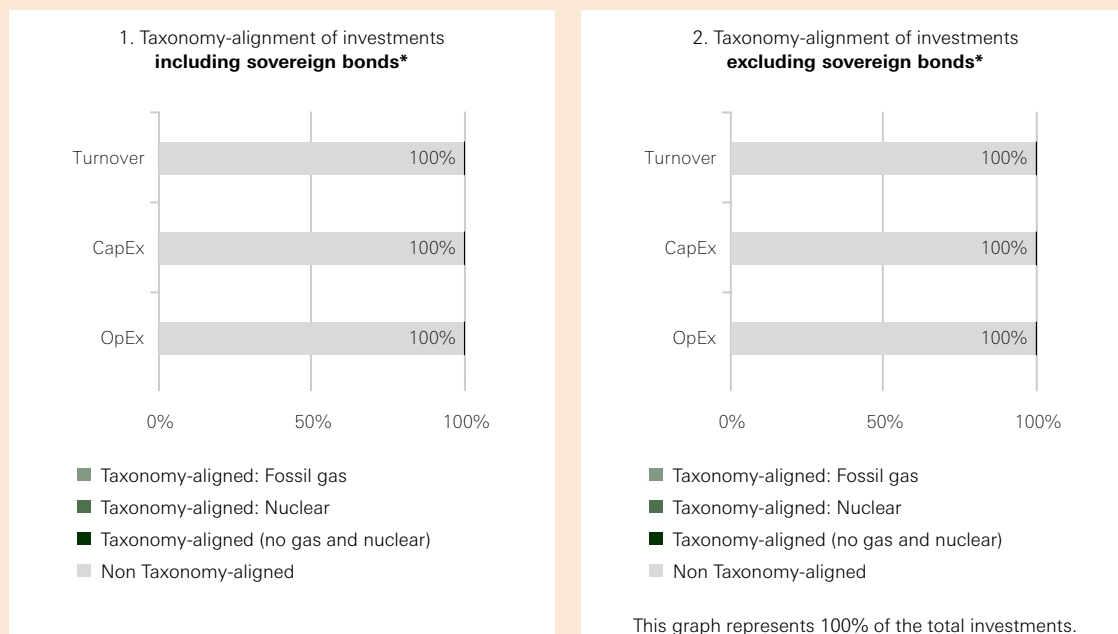 1. Taxonomy-alignment of investments
including sovereign bonds*
Turnover
100%
CapEx
100%
OpEx
100%
0%
50%
100%
Taxonomy-aligned: Fossil gas
Taxonomy-aligned: Nuclear
Taxonomy-aligned (no gas and nuclear)
Non Taxonomy-aligned
2. Taxonomy-alignment of investments
excluding sovereign bonds*
Turnover
100%
CapEx
100%
OpEx
100%
0%
50%
100%
Taxonomy-aligned: Fossil gas
Taxonomy-aligned: Nuclear
Taxonomy-aligned (no gas and nuclear)
Non Taxonomy-aligned
This graph represents 100% of the total investments.